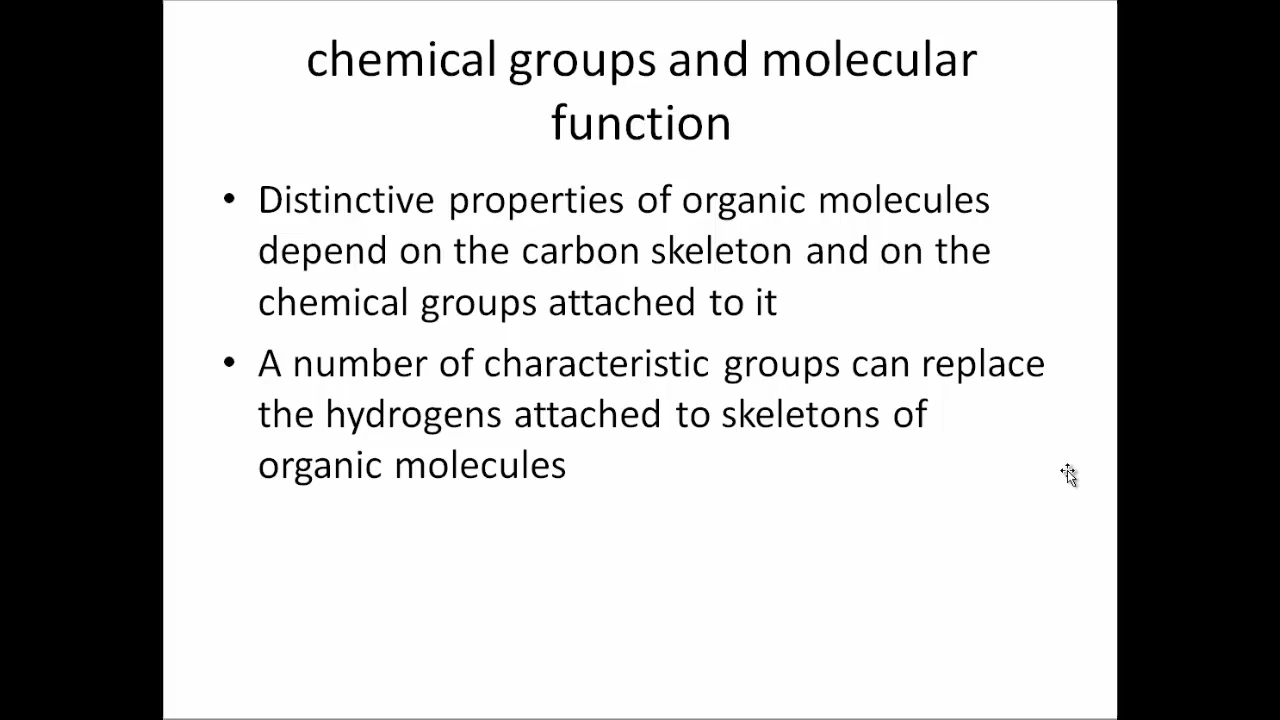 chemical groups and molecular
function
• Distinctive properties of organic molecules
depend on the carbon skeleton and on the
chemical groups attached to it
• A number of characteristic groups can replace
the hydrogens attached to skeletons of
organic molecules